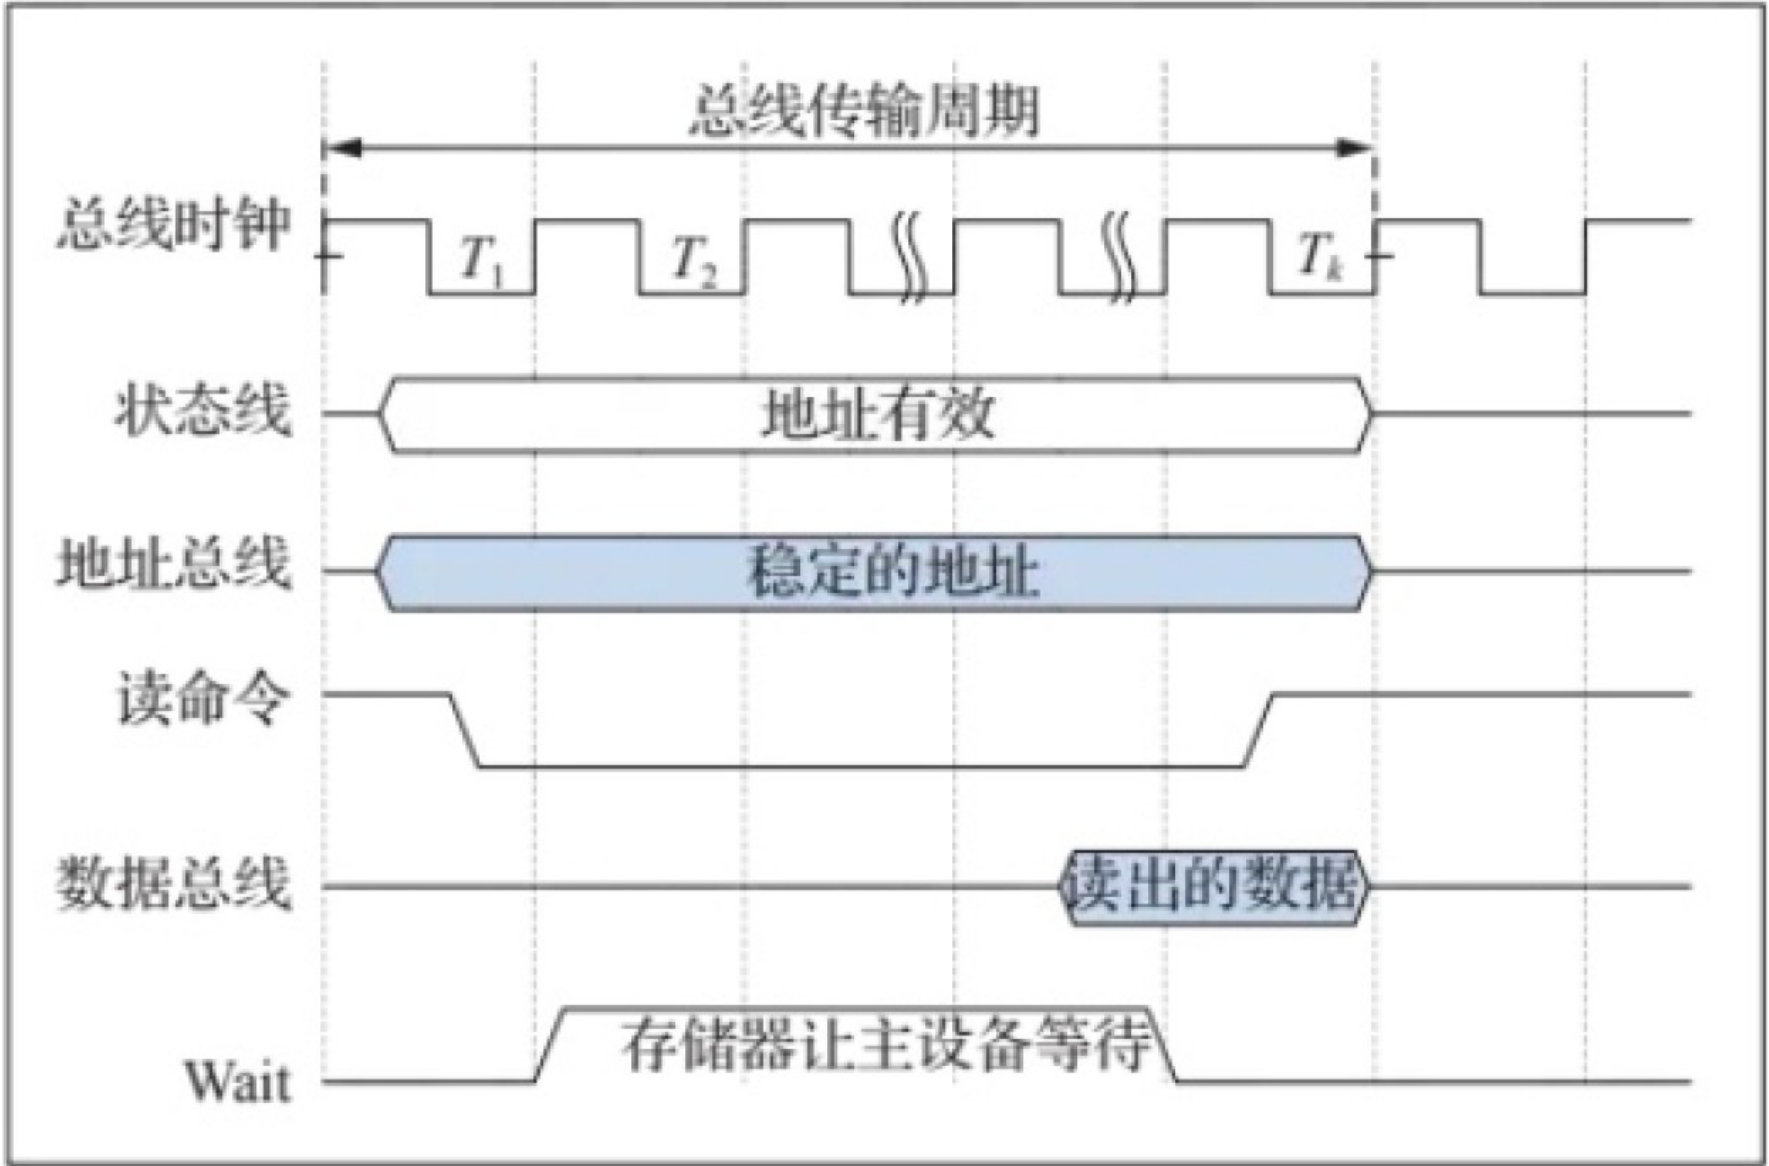 总线传输周期
总线时钟
T1
T2
Tk
状态线
地址有效
地址总线
稳定的地址
读命令
数据总线
读出的数据
Wait
存储器让主设备等待